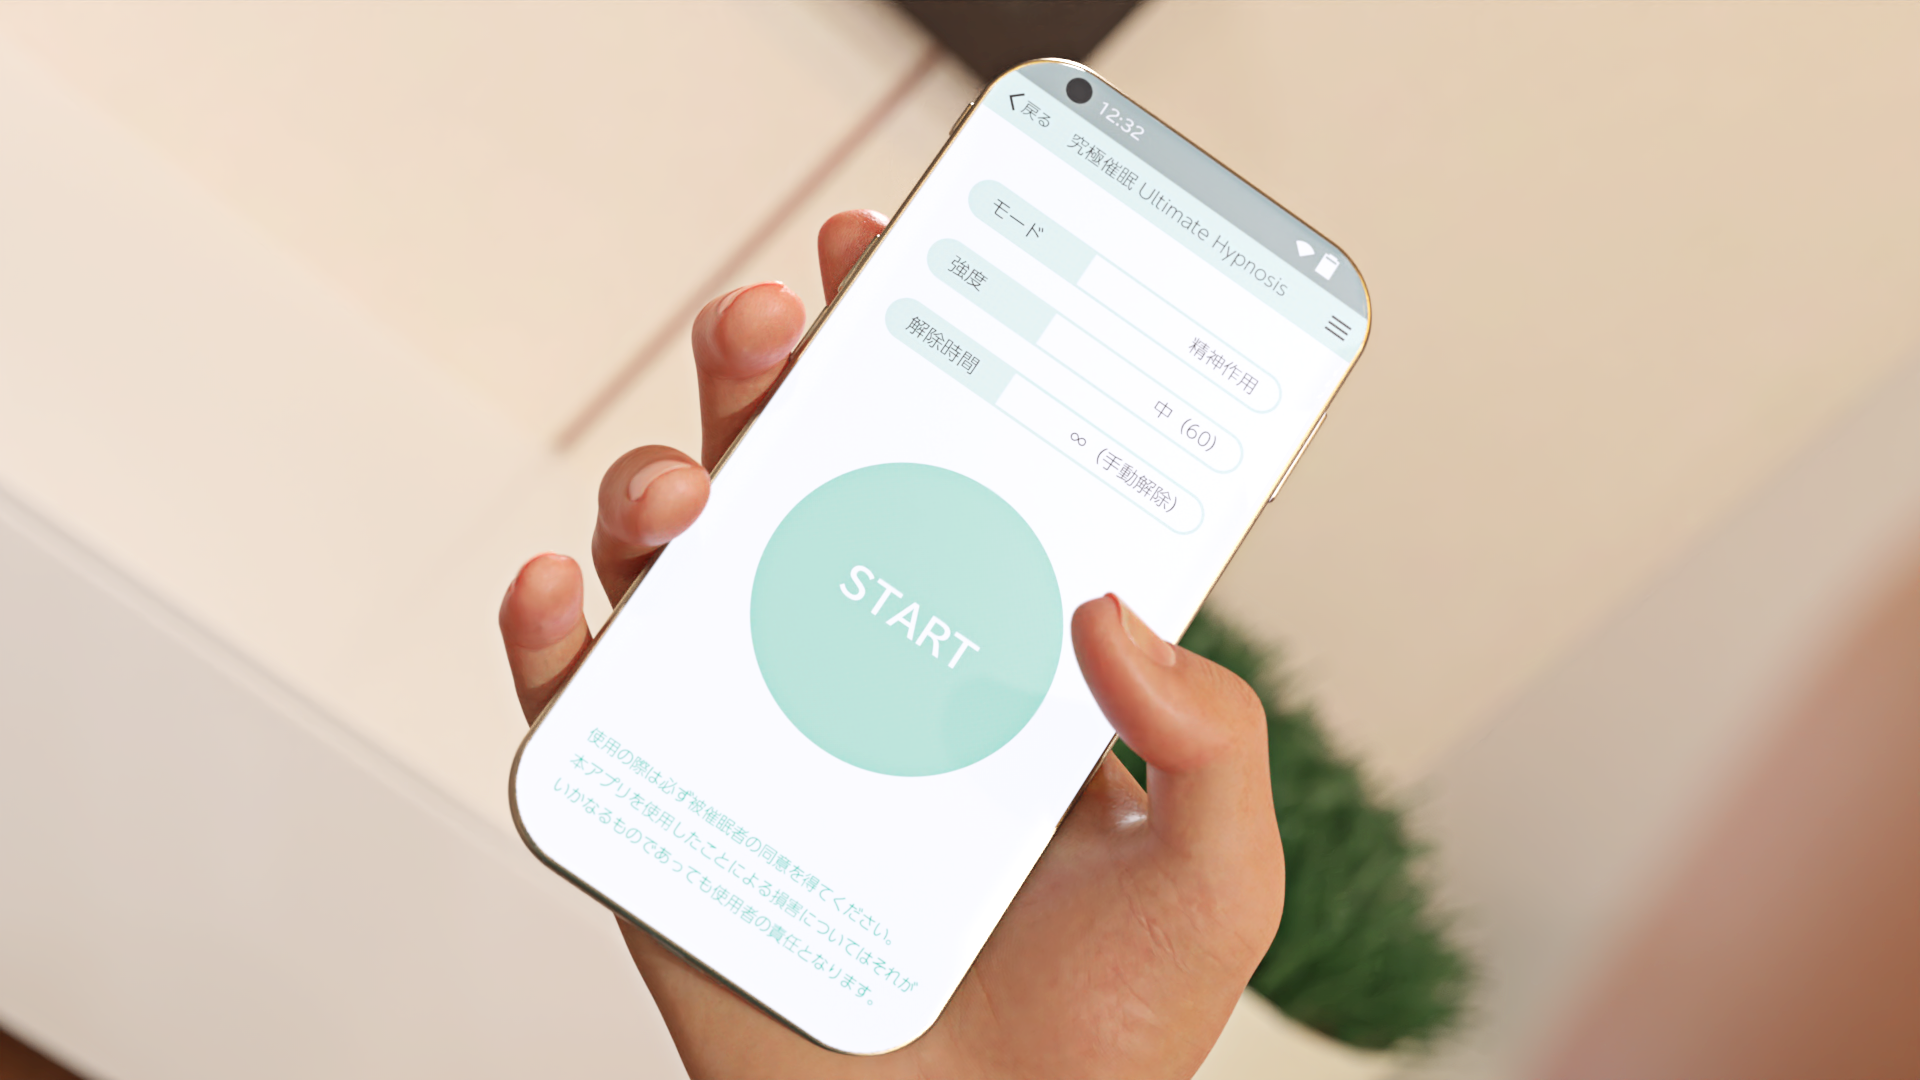 12:32
戻る
究極催眠 Ultimate Hypnosis
モード
精神作用
強度
中 (60)
解除時間
∞ (手動解除)
START
使用の際は必ず被催眠者の同意を得てください。
本アプリを使用したことによる損害についてはそれが
いかなるものであっても使用者の責任となります。